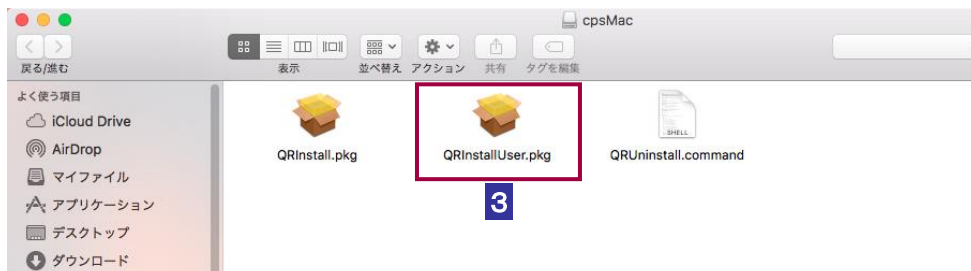 cpsMac
戻る/進む
表示
並べ替え
アクション
共有
タグを編集
よく使う項目
iCloud Drive
AirDrop
マイファイル
アプリケーション
デスクトップ
ダウンロード
QRInstall.pkg
QRInstallUser.pkg
SHELL
QRUninstall.command
3